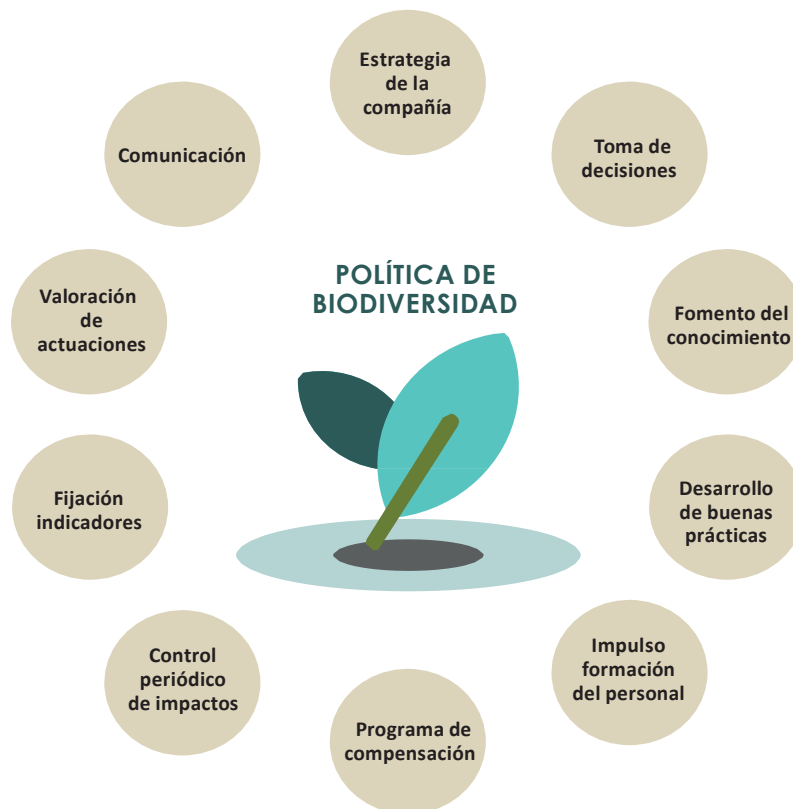 Estrategia
de la
compañía
Toma de
decisiones
Fomento del
conocimiento
Desarrollo
de buenas
prácticas
Impulso
formación
del personal
Programa de
compensación
Control
periódico
de impactos
Fijación
indicadores
Valoración
de
actuaciones
Comunicación
POLÍTICA DE
BIODIVERSIDAD